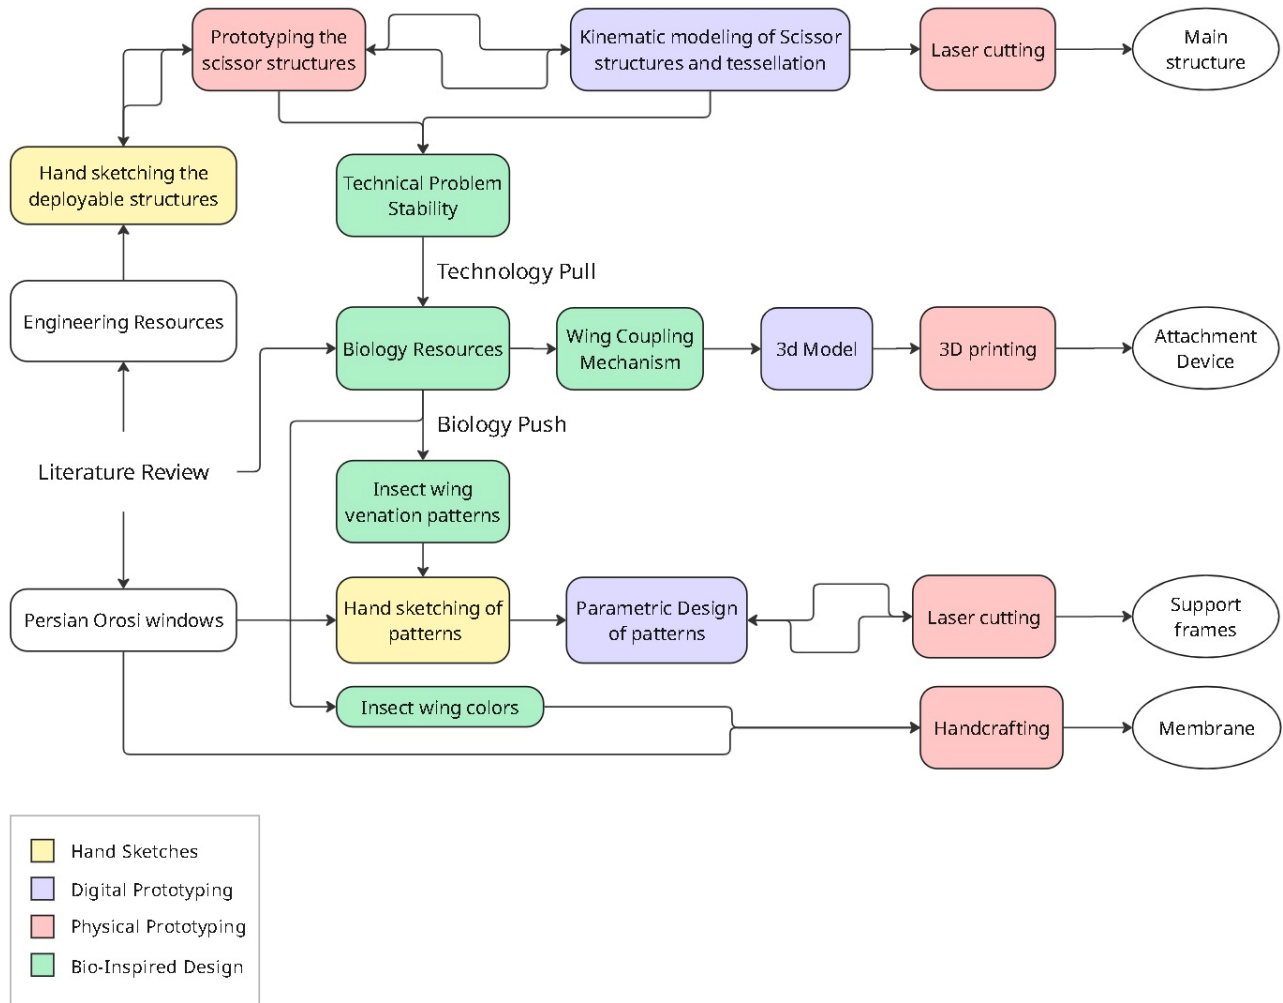 Prototyping the
scissor structures
Kinematic modeling of Scissor
structures and tessellation
Laser cutting
Main
structure
Hand sketching the
deployable structures
Technical Problem
Stability
Technology Pull
Engineering Resources
Biology Resources
Wing Coupling
Mechanism
3d Model
3D printing
Attachment
Device
Biology Push
Literature Review
Insect wing
venation patterns
Persian Orosi windows
Hand sketching of
patterns
Parametric Design
of patterns
Laser cutting
Support
frames
Insect wing colors
Handcrafting
Membrane
Hand Sketches
Digital Prototyping
Physical Prototyping
Bio-Inspired Design